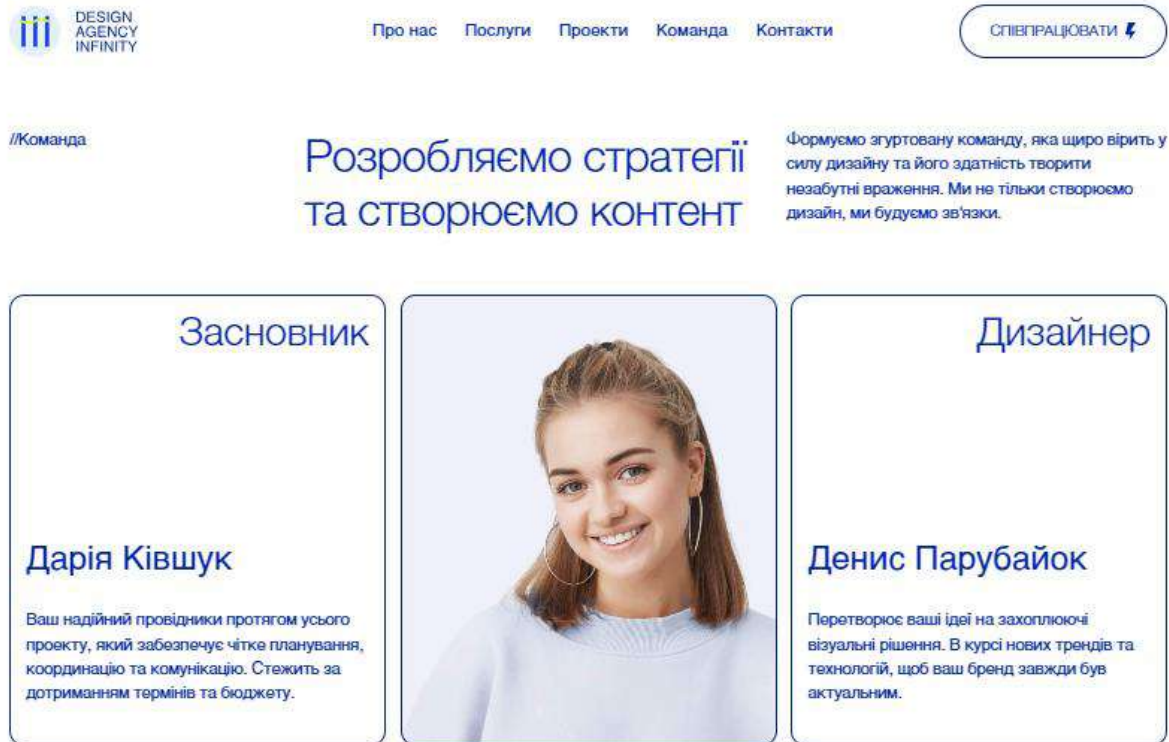 DESIGN
AGENCY
INFINITY
Про нас Послуги Проекти Команда Контакти
СПІВПРАЦЮВАТИ
//Команда
Розробляємо стратегії
та створюємо контент
Формуємо згуртовану команду, яка щиро вірить у
силу дизайну та його здатність творити
незабутні враження. Ми не тільки створюємо
дизайн, ми будуємо зв'язки.
Засновник
Дарія Ківшук
Ваш надійний провідники протягом усього
проекту, який забезпечує чітке планування,
координацію та комунікацію. Стежить за
дотриманням термінів та бюджету.
Дизайнер
Денис Парубайок
Перетворює ваші ідеї на захоплюючі
візуальні рішення. В курсі нових трендів та
технологій, щоб ваш бренд завжди був
актуальним.